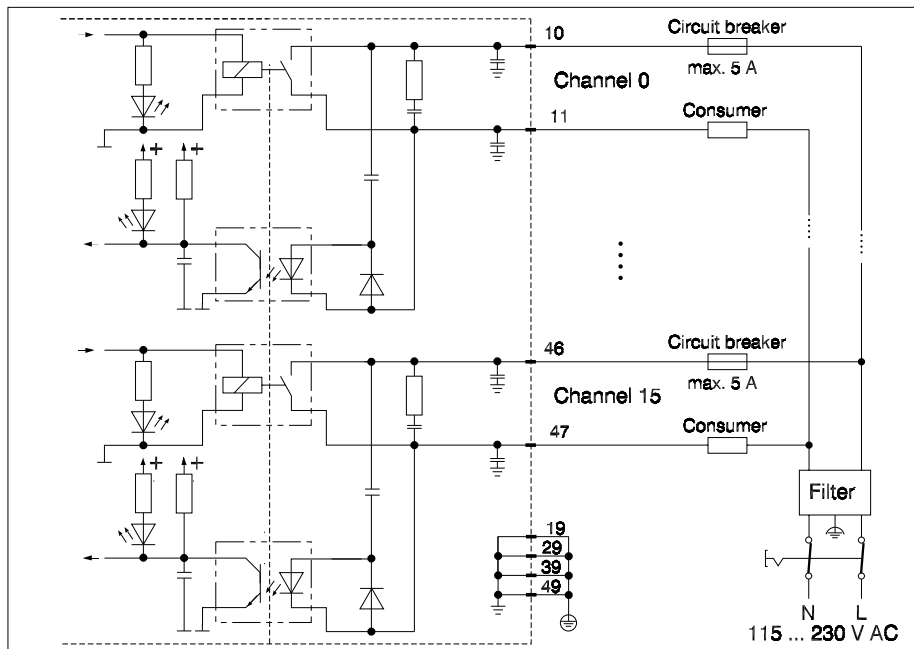 10
Circuit breaker
max. 5 A
Channel 0
11
Consumer
+
+
46
Circuit breaker
max. 5 A
Channel 15
47
Consumer
+
+
Filter
19
29
39
49
N
L
115 ... 230 V AC